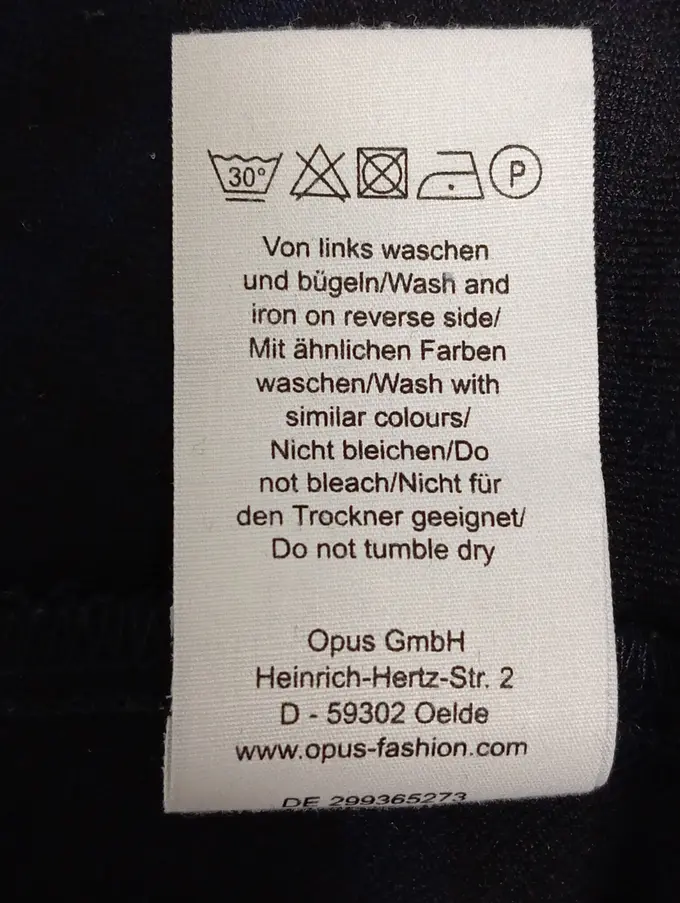 30°
P
Von links waschen
und bügeln/Wash and
iron on reverse side/
Mit ähnlichen Farben
waschen/Wash with
similar colours/
Nicht bleichen/Do
not bleach/Nicht für
den Trockner geeignet/
Do not tumble dry
Opus GmbH
Heinrich-Hertz-Str. 2
D - 59302 Oelde
www.opus-fashion.com
DE 299365273